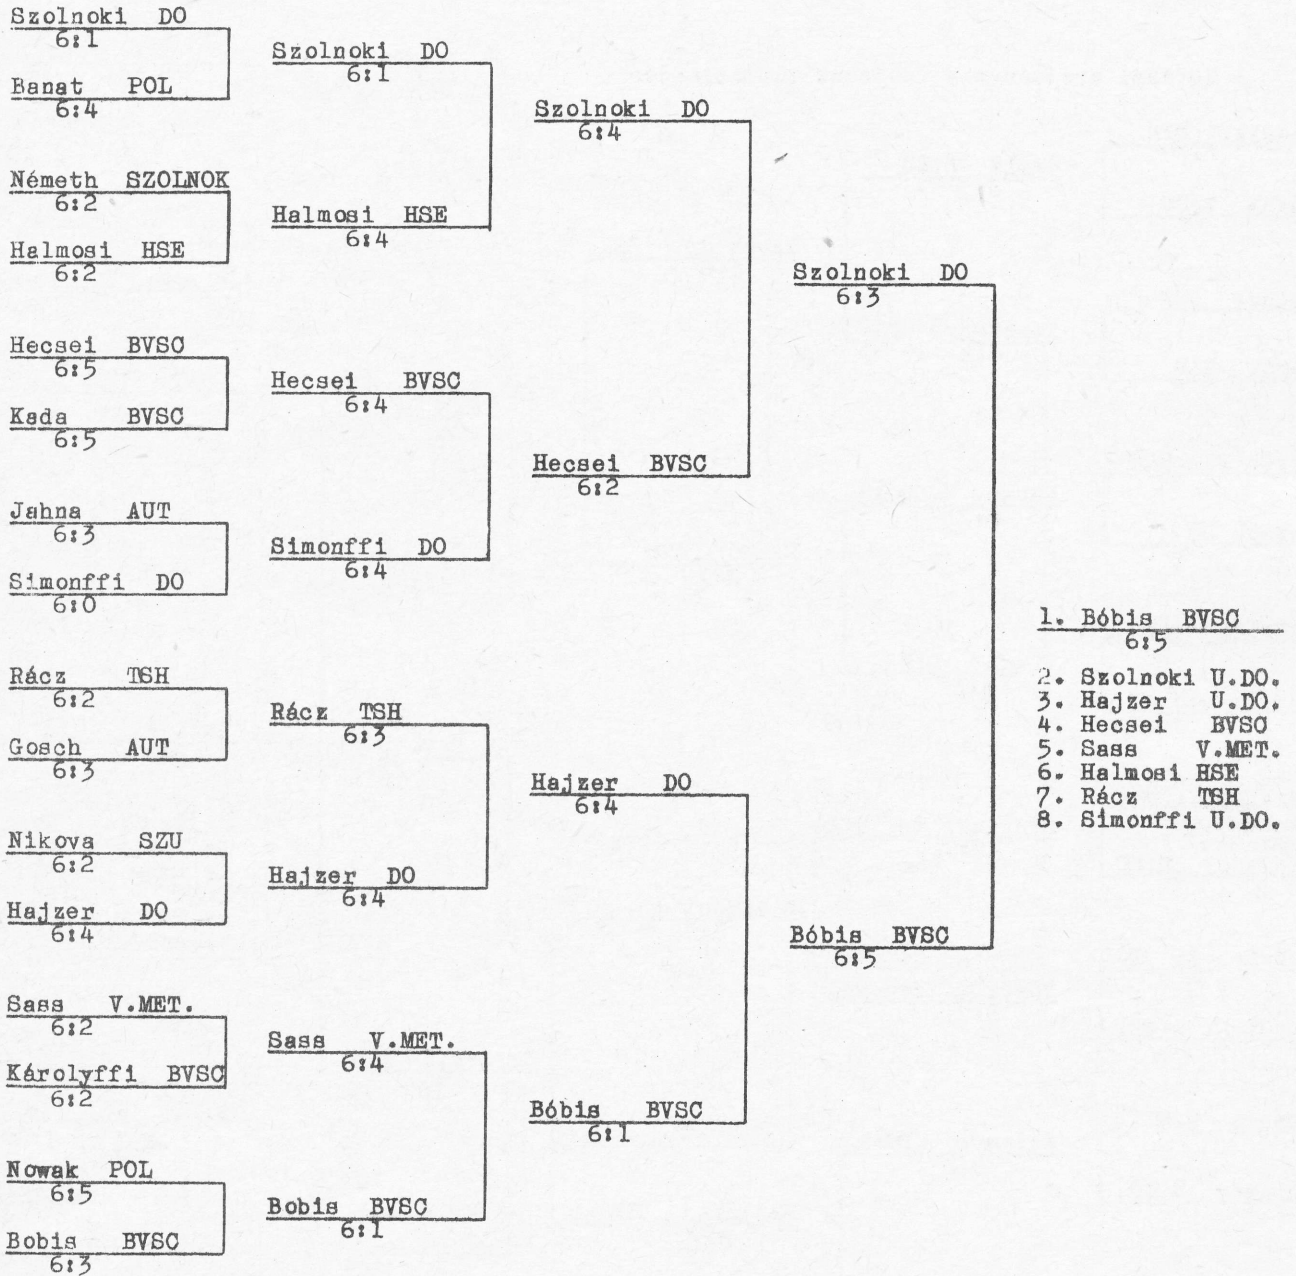 Szolnoki DO
6:1
Banat POL
6:4
Németh SZOLNOK
6:2
Halmosi HSE
6:2
Hecsei BVSC
6:5
Kada BVSC
6:5
Jahna AUT
6:3
Simonffi DO
6:0
Rácz TSH
6:2
Gosch AUT
6:3
Nikova SZU
6:2
Hajzer DO
6:4
Sass V.MET.
6:2
Károlyffi BVSC
6:2
Nowak POL
6:5
Bobis BVSC
6:3
Szolnoki DO
6:1
Halmosi HSE
6:4
Hecsei BVSC
6:4
Simonffi DO
6:4
Rácz TSH
6:3
Hajzer DO
6:4
Sass V.MET.
6:4
Bobis BVSC
6:1
Szolnoki DO
6:4
Hecsei BVSC
6:2
Hajzer DO
6:4
Bóbis BVSC
6:1
Szolnoki DO
6:3
Bóbis BVSC
6:5
1. Bóbis BVSC
6:5
2. Szolnoki U.DO.
3. Hajzer U.DO.
4. Hecsei BVSC
5. Sass V.MET.
6. Halmosi HSE
7. Rácz TSH
8. Simonffi U.DO.